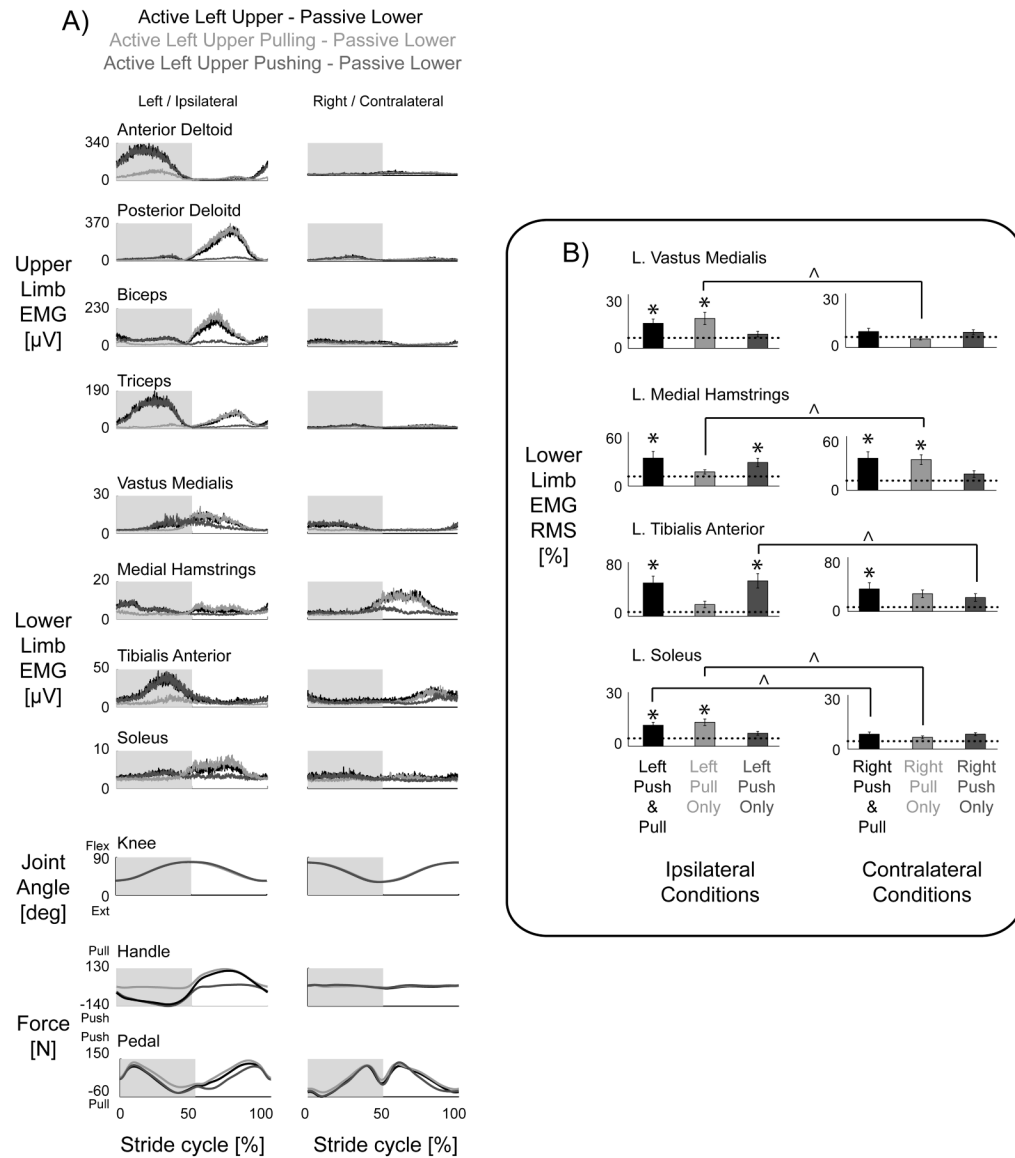 A)
Active Left Upper - Passive Lower
Active Left Upper Pulling - Passive Lower
Active Left Upper Pushing - Passive Lower
Left / Ipsilateral
Right / Contralateral
Upper
Limb
EMG
[µV]
Anterior Deltoid
340
0
Posterior Deloitd
370
0
Biceps
230
0
Triceps
190
0
Lower
Limb
EMG
[µV]
Vastus Medialis
30
0
Medial Hamstrings
20
0
Tibialis Anterior
50
0
Soleus
10
0
Joint
Angle
[deg]
Knee
Flex
90
0
Ext
Force
[N]
Handle
Pull
130
-140
Push
Pedal
Push
150
-60
Pull
0 50 100
0 50 100
Stride cycle [%]
Stride cycle [%]
B)
Lower
Limb
EMG
RMS
[%]
L. Vastus Medialis
^
30
0
* *
30
0
L. Medial Hamstrings
^
60
0
* *
60
0
* *
L. Tibialis Anterior
^
80
0
* *
80
0
*
L. Soleus
^
^
30
0
* *
30
0
Left
Push
&
Pull
Left
Pull
Only
Left
Push
Only
Right
Push
&
Pull
Right
Pull
Only
Right
Push
Only
Ipsilateral
Conditions
Contralateral
Conditions